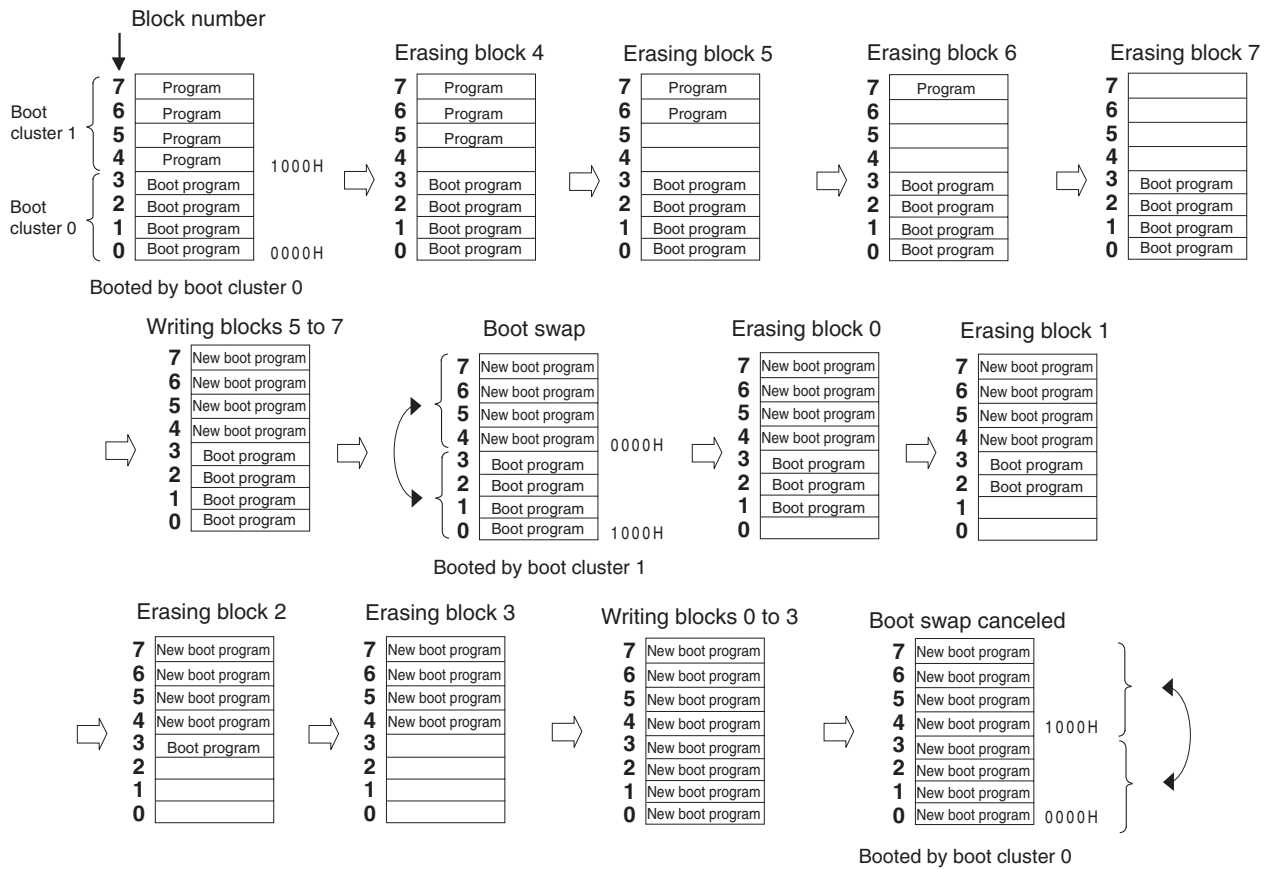 Block number
Erasing block 4
Erasing block 5
Erasing block 6
Erasing block 7
Boot cluster 1
Boot cluster 0
7 Program
6 Program
5 Program
4 Program
1000H
3 Boot program
2 Boot program
1 Boot program
0 Boot program
0000H
Booted by boot cluster 0
7 Program
6 Program
5 Program
4
3 Boot program
2 Boot program
1 Boot program
0 Boot program
7 Program
6 Program
5
4
3 Boot program
2 Boot program
1 Boot program
0 Boot program
7 Program
6
5
4
3 Boot program
2 Boot program
1 Boot program
0 Boot program
7
6
5
4
3 Boot program
2 Boot program
1 Boot program
0 Boot program
Writing blocks 5 to 7
7 New boot program
6 New boot program
5 New boot program
4 New boot program
3 Boot program
2 Boot program
1 Boot program
0 Boot program
Boot swap
7 New boot program
6 New boot program
5 New boot program
4 New boot program
0000H
3 Boot program
2 Boot program
1 Boot program
0 Boot program
1000H
Booted by boot cluster 1
Erasing block 0
7 New boot program
6 New boot program
5 New boot program
4 New boot program
3 Boot program
2 Boot program
1 Boot program
0
Erasing block 1
7 New boot program
6 New boot program
5 New boot program
4 New boot program
3 Boot program
2 Boot program
1
0
Erasing block 2
7 New boot program
6 New boot program
5 New boot program
4 New boot program
3 Boot program
2
1
0
Erasing block 3
7 New boot program
6 New boot program
5 New boot program
4 New boot program
3
2
1
0
Writing blocks 0 to 3
7 New boot program
6 New boot program
5 New boot program
4 New boot program
3 New boot program
2 New boot program
1 New boot program
0 New boot program
Boot swap canceled
7 New boot program
6 New boot program
5 New boot program
4 New boot program
1000H
3 New boot program
2 New boot program
1 New boot program
0 New boot program
0000H
Booted by boot cluster 0